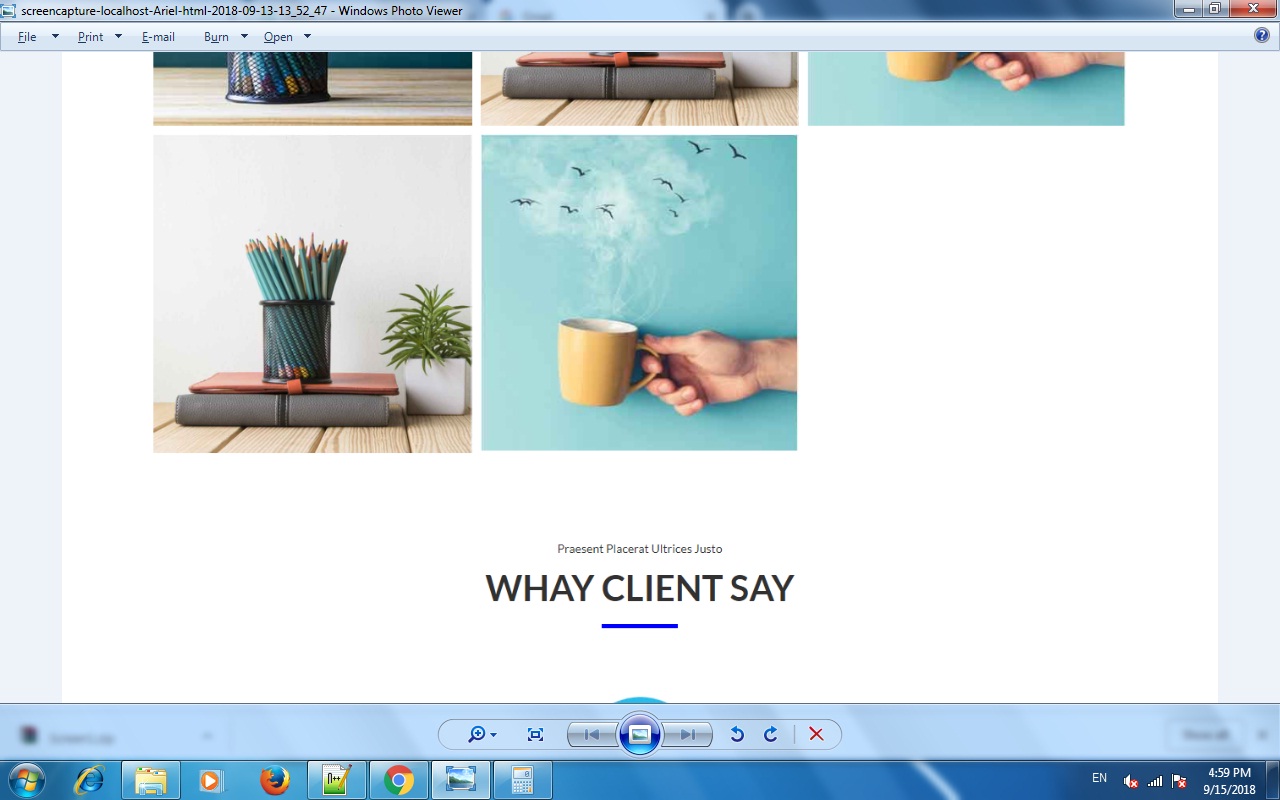 screencapture-localhost-Ariel-html-2018-09-13-13_52_47 - Windows Photo Viewer
File Print E-mail Burn Open
Praesent Placerat Ultrices Justo
WHAY CLIENT SAY
EN
4:59 PM
9/15/2018